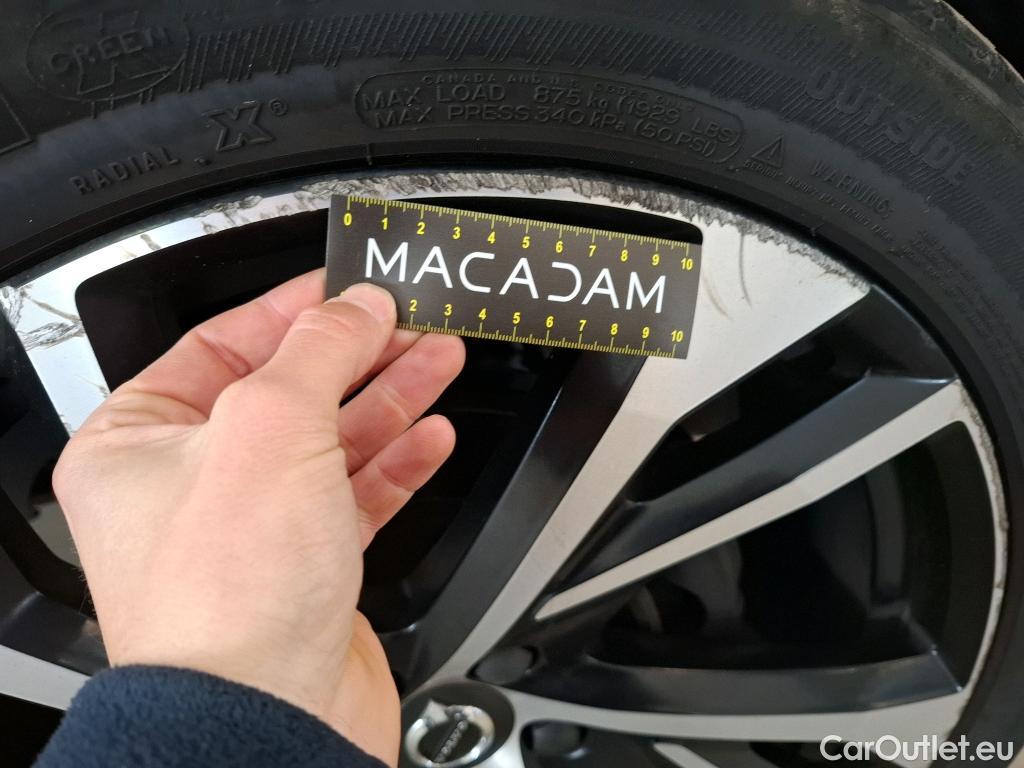 GREEN X
RADIAL X®
CANADA AND U.S. CODES ONLY
MAX LOAD 875 kg (1929 LBS)
MAX PRESS 340 kPa (50 PSI)
OUTSIDE
WARNING:
0 1 2 3 4 5 6 7 8 9 10
MACADAM
2 3 4 5 6 7 8 9 10
CarOutlet.eu